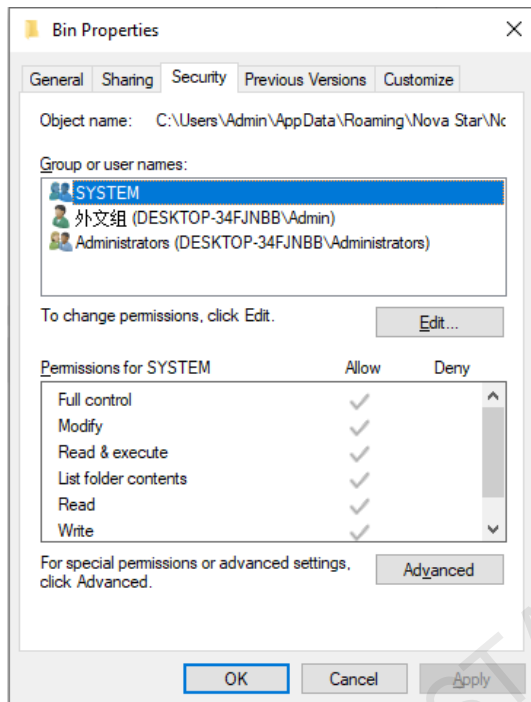 Bin Properties
General Sharing Security Previous Versions Customize
Object name: C:\Users\Admin\AppData\Roaming\Nova Star\Nc
Group or user names:
SYSTEM
外文组 (DESKTOP-34FJNBB\Admin)
Administrators (DESKTOP-34FJNBB\Administrators)
To change permissions, click Edit.
Edit...
Permissions for SYSTEM Allow Deny
Full control
Modify
Read & execute
List folder contents
Read
Write
For special permissions or advanced settings,
click Advanced.
Advanced
OK Cancel Apply